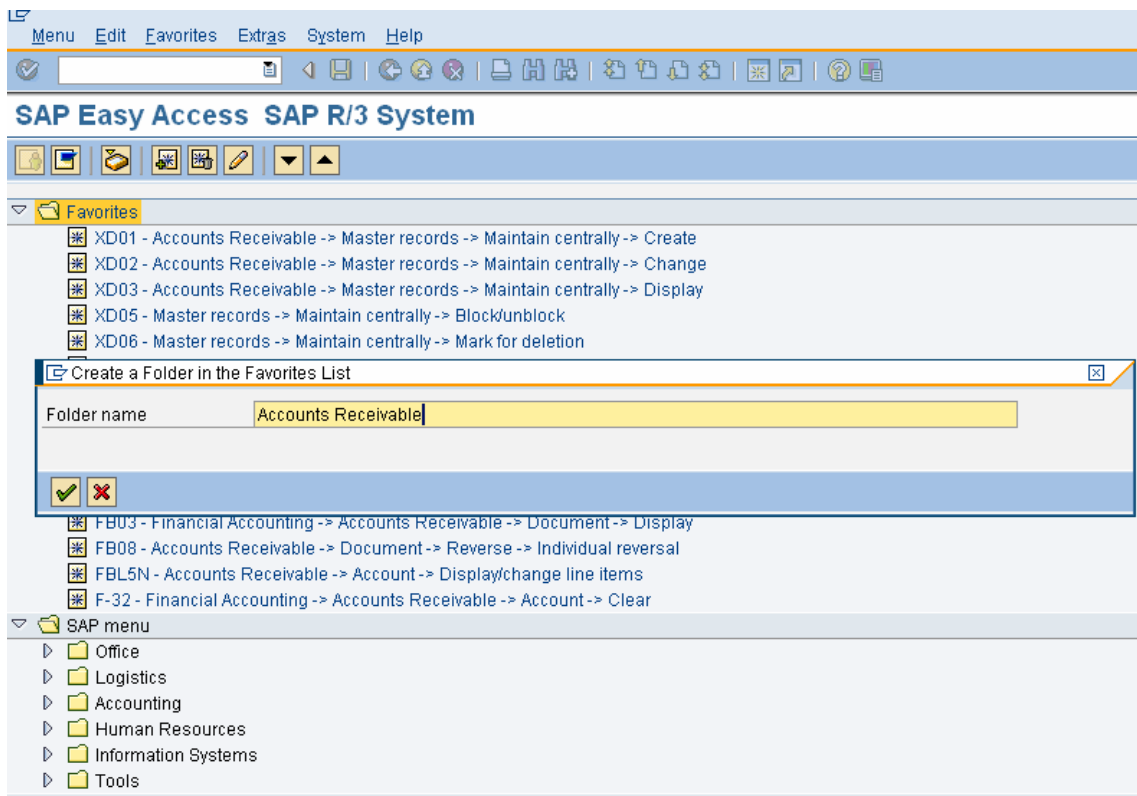 Menu Edit Favorites Extras System Help
SAP Easy Access SAP R/3 System
Favorites
XD01 - Accounts Receivable -> Master records -> Maintain centrally -> Create
XD02 - Accounts Receivable -> Master records -> Maintain centrally -> Change
XD03 - Accounts Receivable -> Master records -> Maintain centrally -> Display
XD05 - Master records -> Maintain centrally -> Block/unblock
XD06 - Master records -> Maintain centrally -> Mark for deletion
Create a Folder in the Favorites List
Folder name Accounts Receivable
FB03 - Financial Accounting -> Accounts Receivable -> Document -> Display
FB08 - Accounts Receivable -> Document -> Reverse -> Individual reversal
FBL5N - Accounts Receivable -> Account -> Display/change line items
F-32 - Financial Accounting -> Accounts Receivable -> Account -> Clear
SAP menu
Office
Logistics
Accounting
Human Resources
Information Systems
Tools